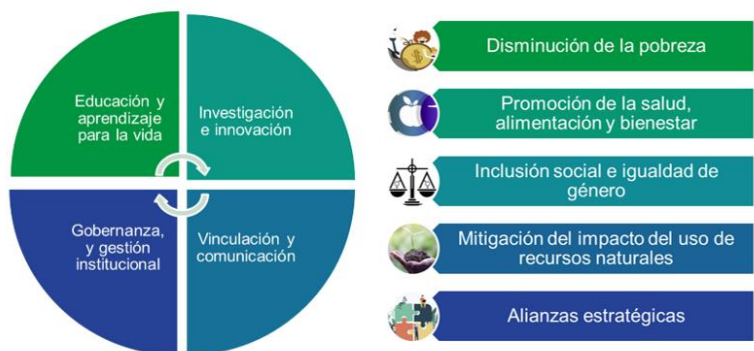 Educación y
aprendizaje
para la vida
Investigación
e innovación
Gobernanza,
y gestión
institucional
Vinculación y
comunicación
Disminución de la pobreza
Promoción de la salud,
alimentación y bienestar
Inclusión social e igualdad de
género
Mitigación del impacto del uso de
recursos naturales
Alianzas estratégicas